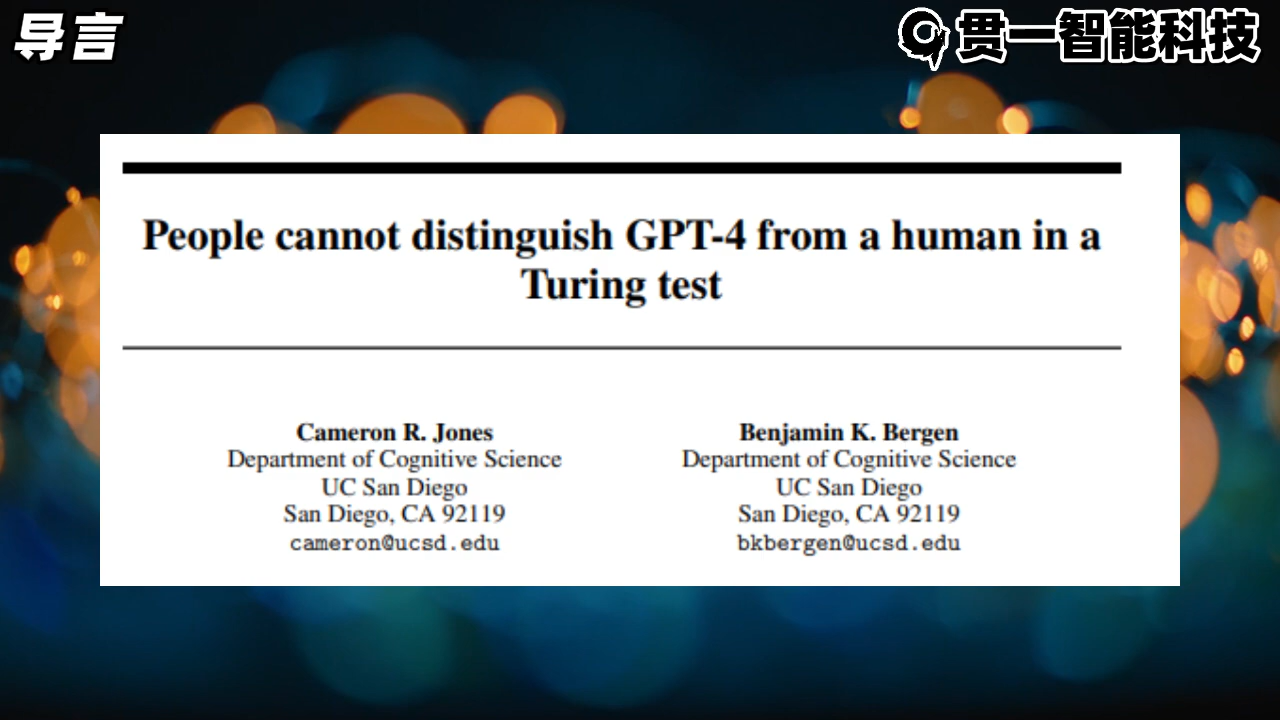 导言
贯一智能科技
People cannot distinguish GPT-4 from a human in a
Turing test
Cameron R. Jones
Department of Cognitive Science
UC San Diego
San Diego, CA 92119
cameron@ucsd.edu
Benjamin K. Bergen
Department of Cognitive Science
UC San Diego
San Diego, CA 92119
bkbergen@ucsd.edu